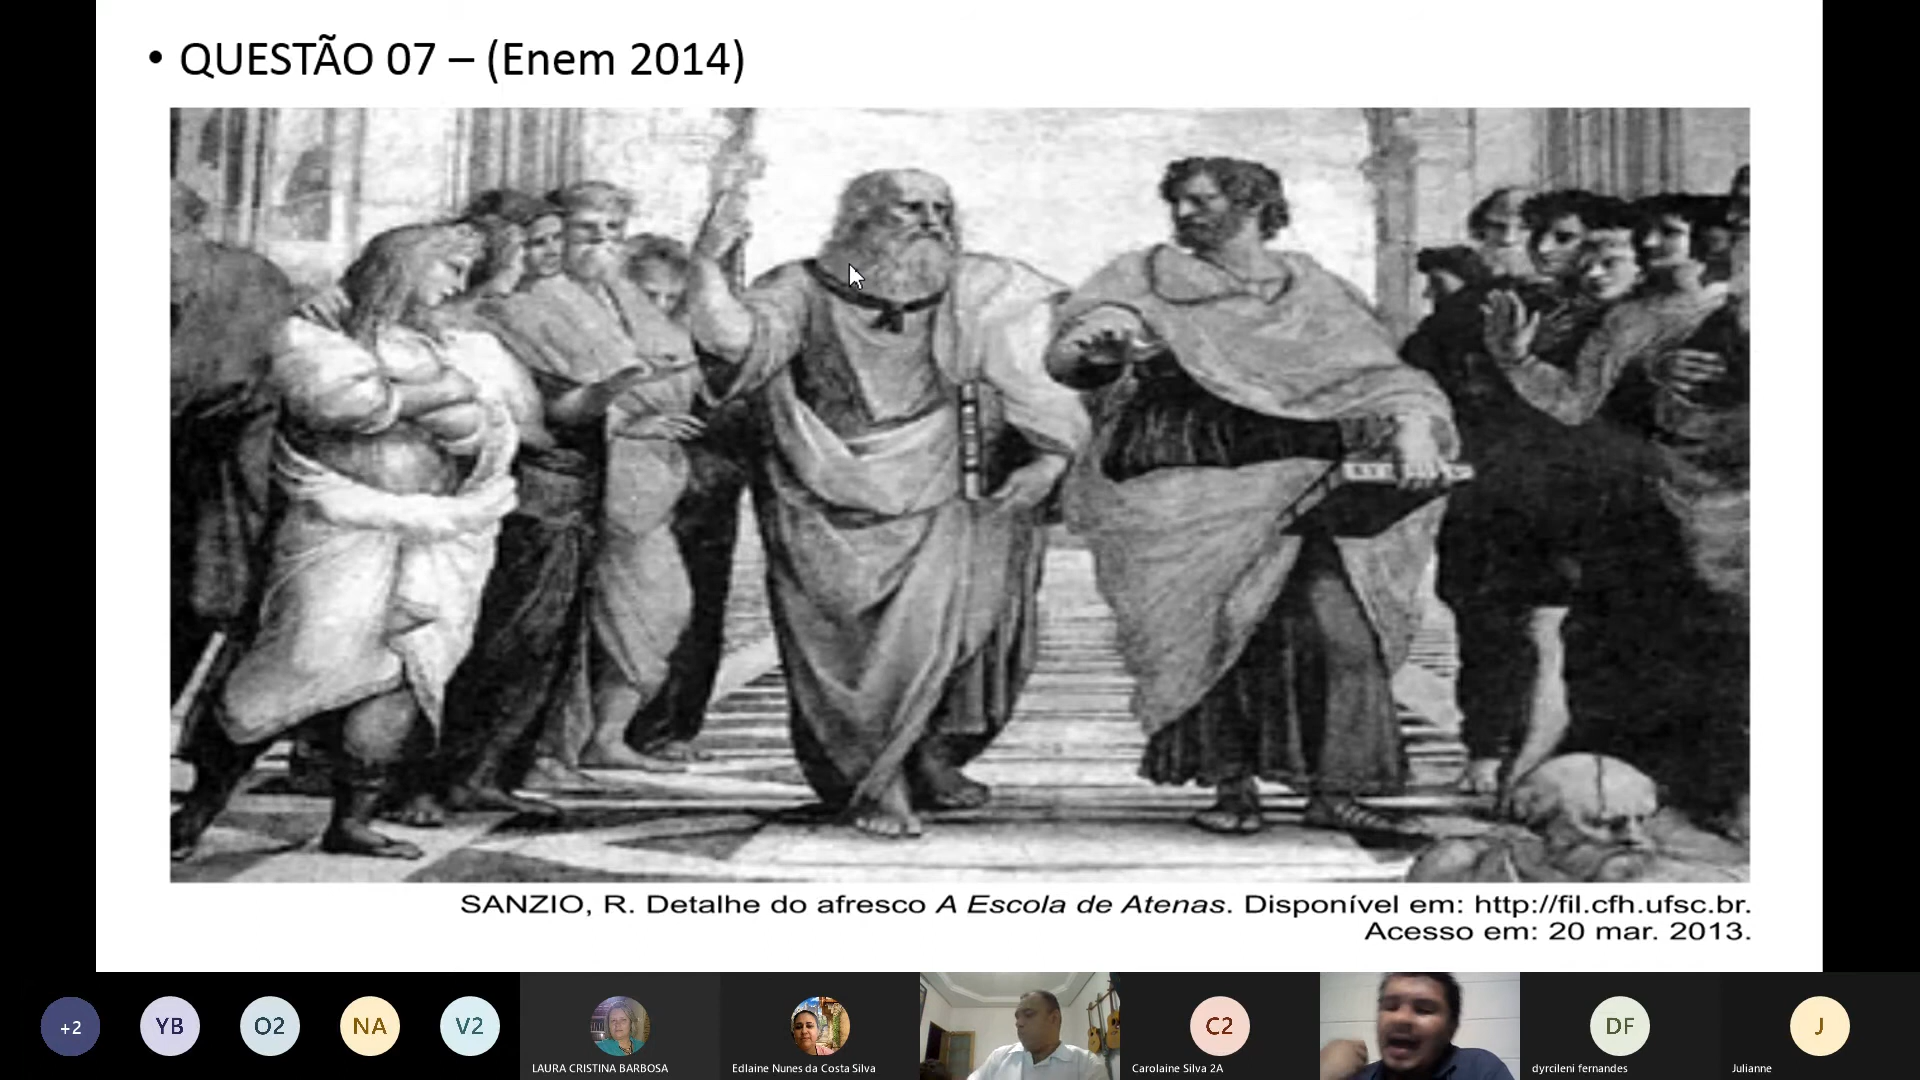 • QUESTÃO 07 – (Enem 2014)
SANZIO, R. Detalhe do afresco A Escola de Atenas. Disponível em: http://fil.cfh.ufsc.br.
Acesso em: 20 mar. 2013.
+2
YB
O2
NA
V2
LAURA CRISTINA BARBOSA
Edlaine Nunes da Costa Silva
C2
Carolaine Silva 2A
DF
dyrcileni fernandes
J
Julianne